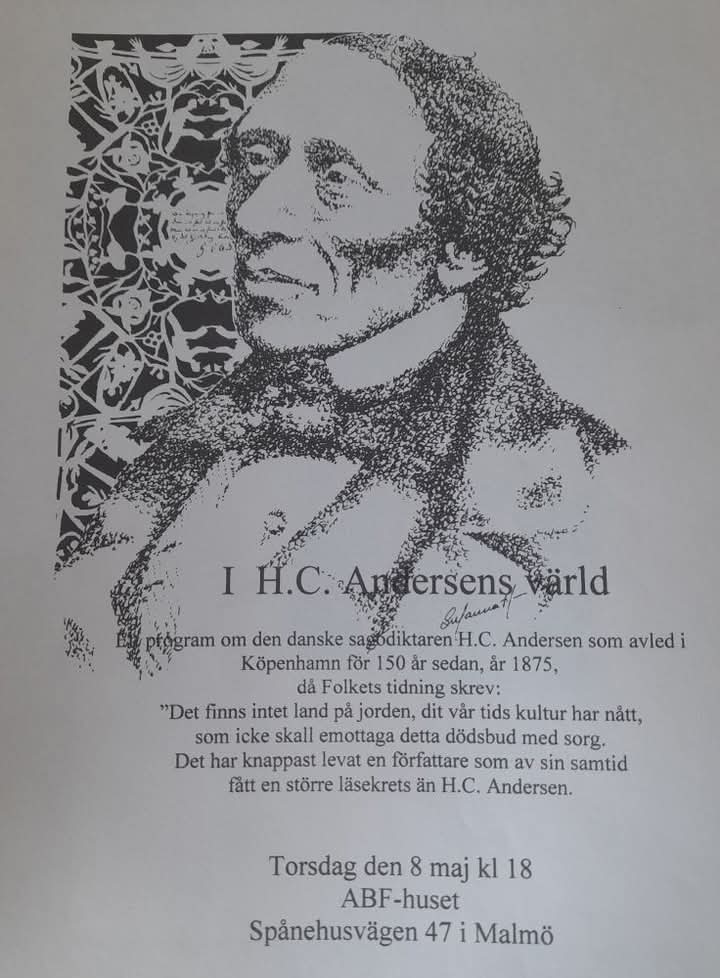 I H.C. Andersens värld
Ett program om den danske sagodiktaren H.C. Andersen som avled i
Köpenhamn för 150 år sedan, år 1875,
då Folkets tidning skrev:
”Det finns intet land på jorden, dit vår tids kultur har nått,
som icke skall emottaga detta dödsbud med sorg.
Det har knappast levat en författare som av sin samtid
fått en större läsekrets än H.C. Andersen.
Torsdag den 8 maj kl 18
ABF-huset
Spånehusvägen 47 i Malmö